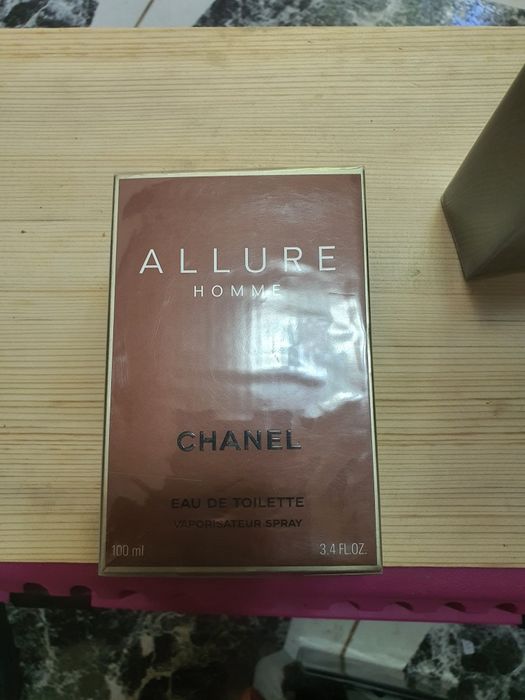 ALLURE
HOMME
CHANEL
EAU DE TOILETTE
VAPORISATEUR SPRAY
100 ml 3.4 FL.OZ.